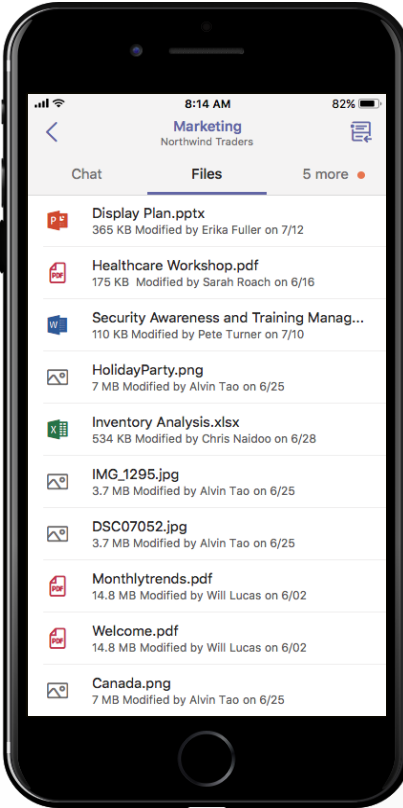 8:14 AM
82%
Marketing
Northwind Traders
Chat
Files
5 more
Display Plan.pptx
365 KB Modified by Erika Fuller on 7/12
PDF
Healthcare Workshop.pdf
175 KB Modified by Sarah Roach on 6/16
W
Security Awareness and Training Manag...
110 KB Modified by Pete Turner on 7/10
HolidayParty.png
7 MB Modified by Alvin Tao on 6/25
X
Inventory Analysis.xlsx
534 KB Modified by Chris Naidoo on 6/28
IMG_1295.jpg
3.7 MB Modified by Alvin Tao on 6/25
DSC07052.jpg
3.7 MB Modified by Alvin Tao on 6/25
PDF
Monthlytrends.pdf
14.8 MB Modified by Will Lucas on 6/02
PDF
Welcome.pdf
14.8 MB Modified by Will Lucas on 6/02
Canada.png
7 MB Modified by Alvin Tao on 6/25